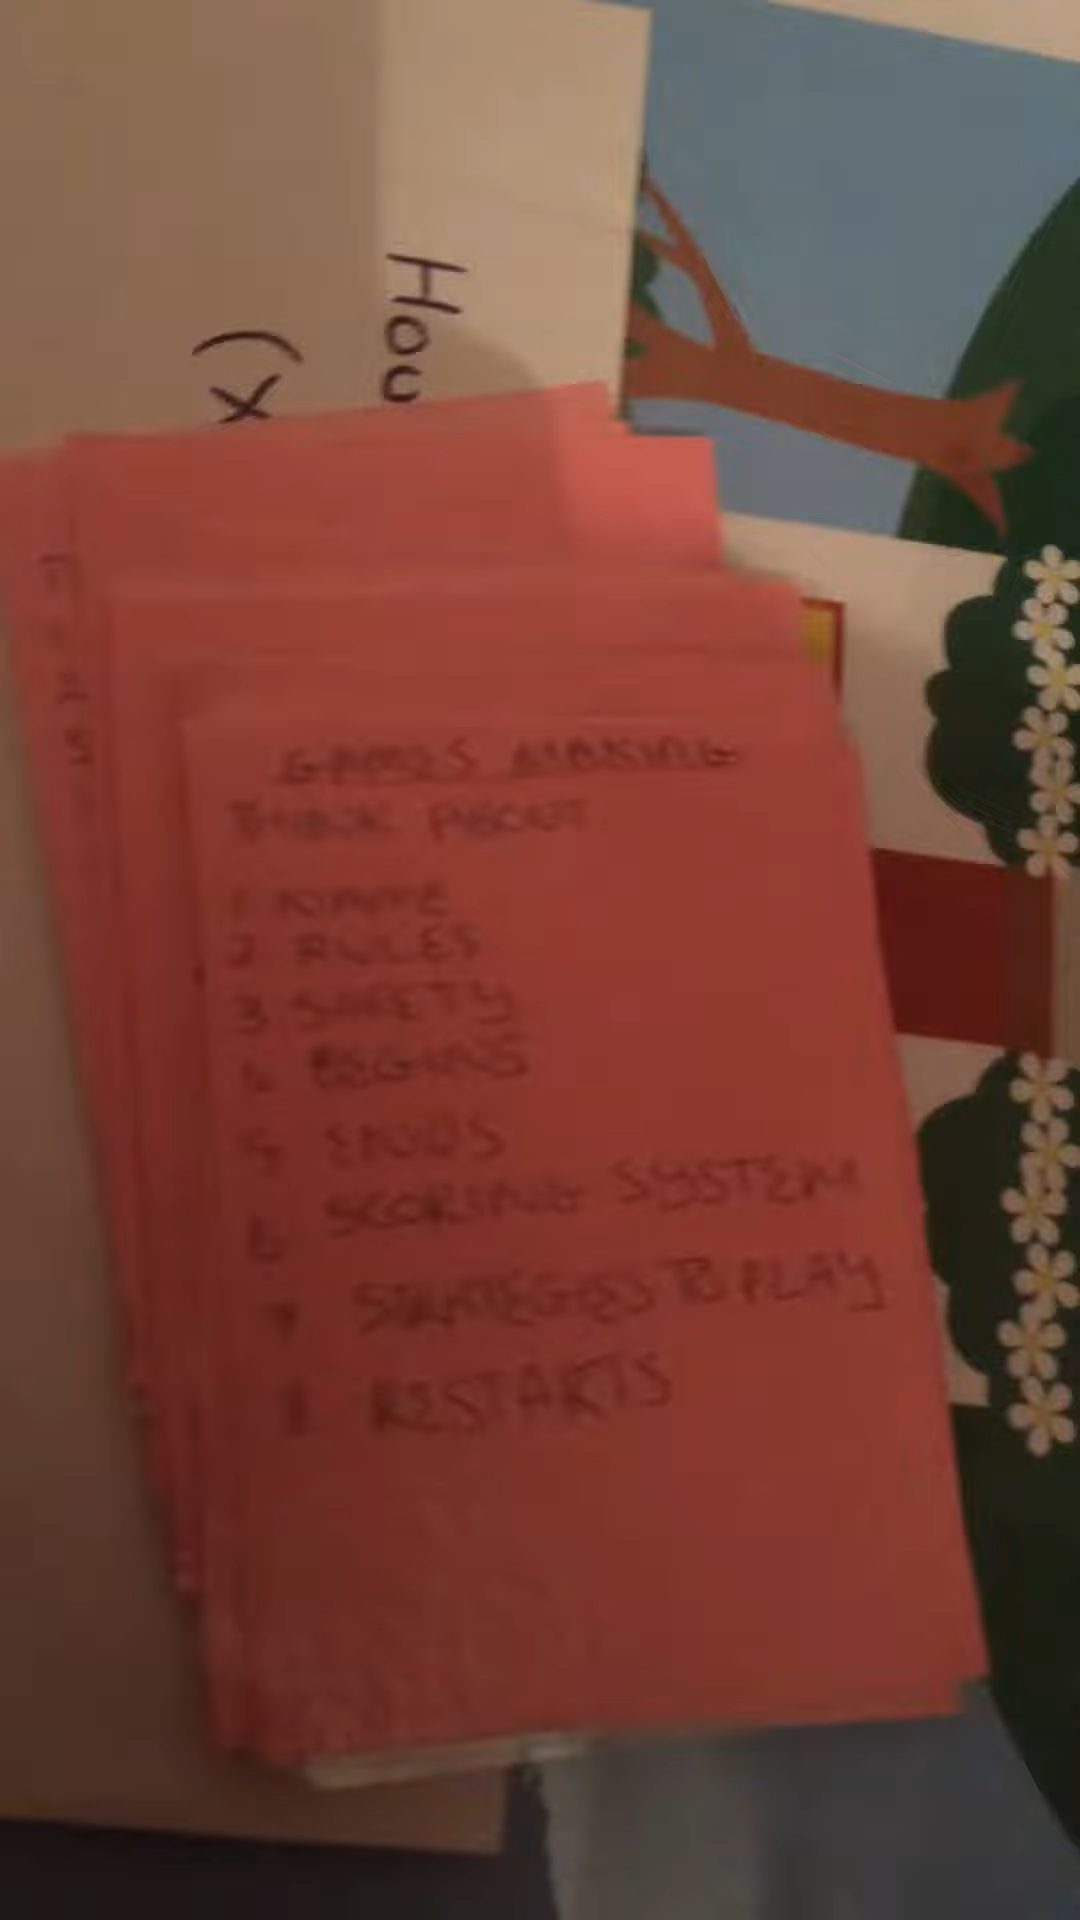 Hou
(x
GAMES MAKING
THINK ABOUT
1 NAME
2 RULES
3 SAFETY
BEGINS
5 ENDS
6 SCORING SYSTEM
7 STRATEGIES TO PLAY
8 RESTARTS